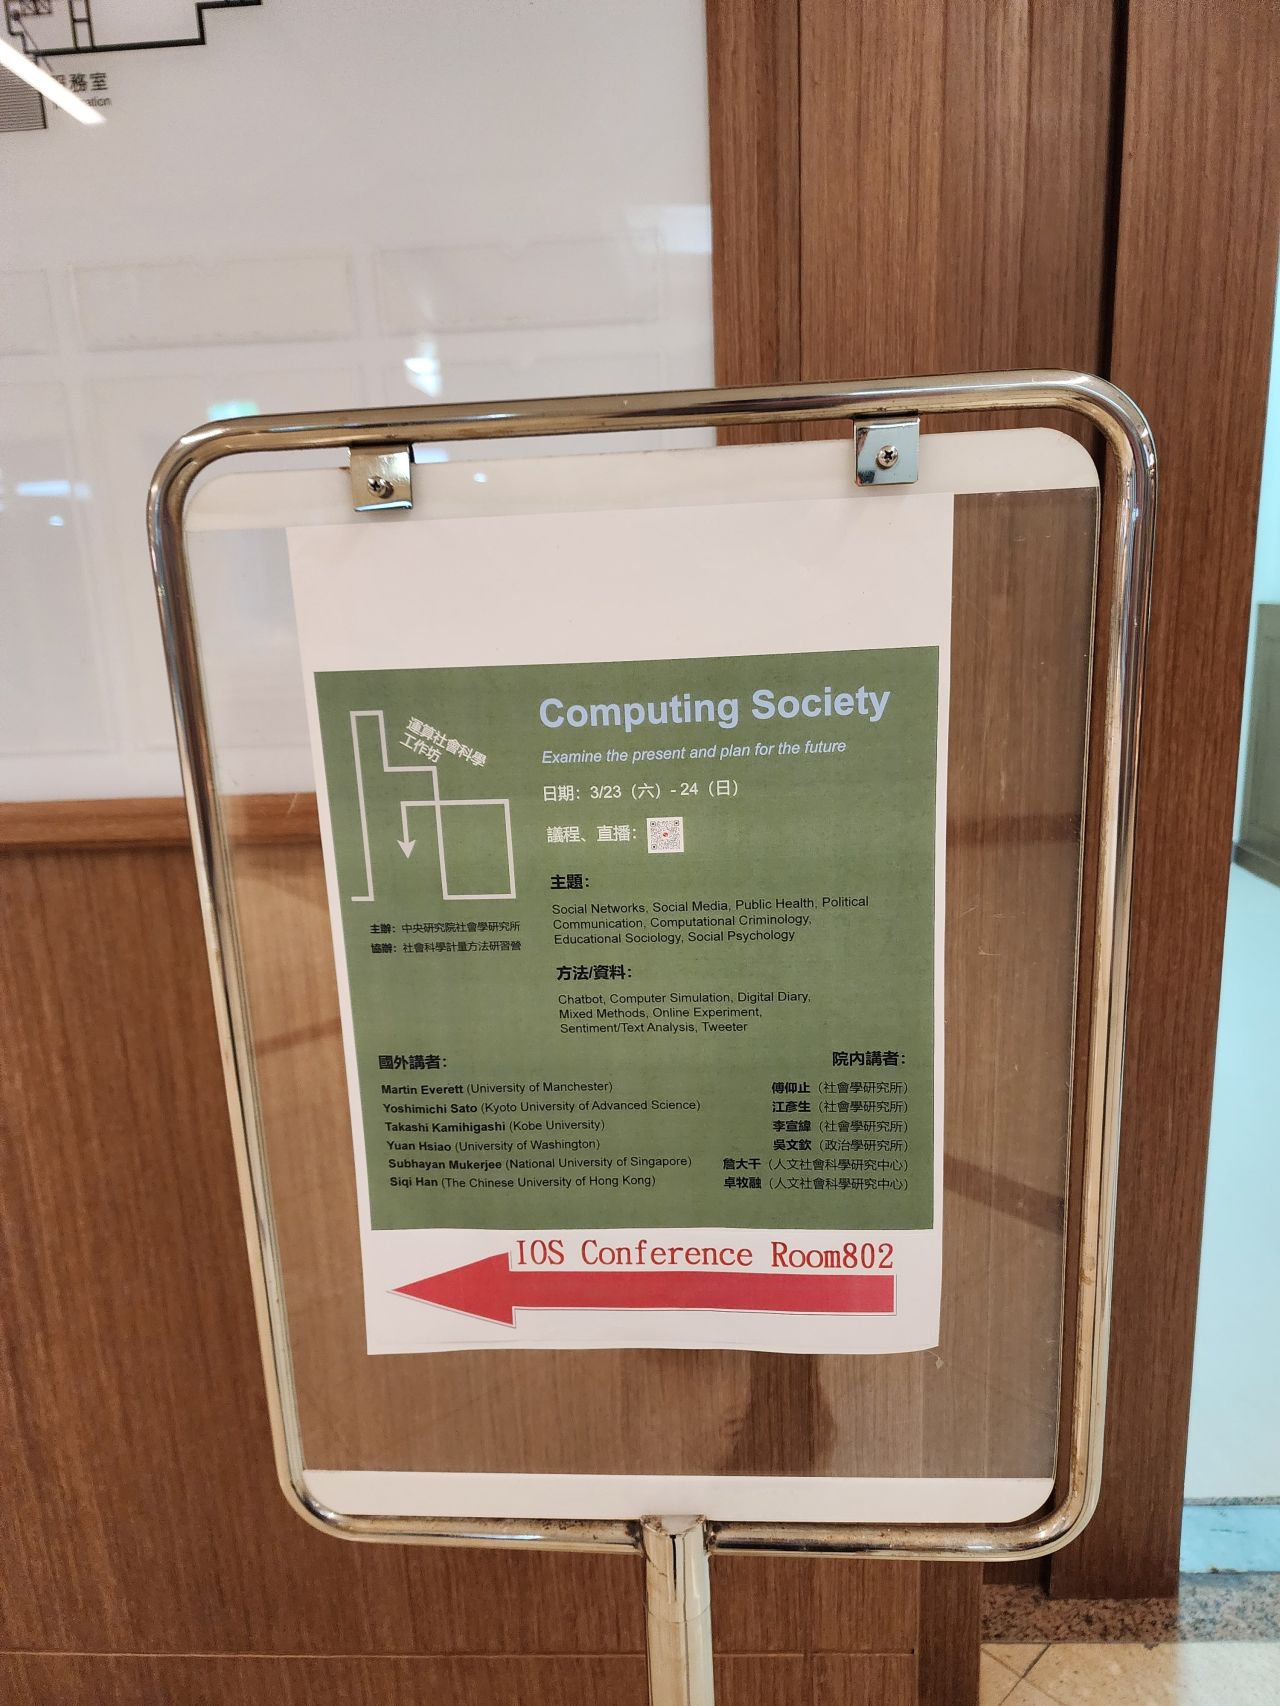 務室
運算社會科學
工作坊
Computing Society
Examine the present and plan for the future
日期：3/23（六）- 24（日）
議程、直播：
主題：
Social Networks, Social Media, Public Health, Political
Communication, Computational Criminology,
Educational Sociology, Social Psychology
主辦：中央研究院社會學研究所
協辦：社會科學計量方法研習營
方法/資料：
Chatbot, Computer Simulation, Digital Diary,
Mixed Methods, Online Experiment,
Sentiment/Text Analysis, Tweeter
國外講者：
Martin Everett (University of Manchester)
Yoshimichi Sato (Kyoto University of Advanced Science)
Takashi Kamihigashi (Kobe University)
Yuan Hsiao (University of Washington)
Subhayan Mukerjee (National University of Singapore)
Siqi Han (The Chinese University of Hong Kong)
院內講者：
傅仰止（社會學研究所）
江彥生（社會學研究所）
李宣緯（社會學研究所）
吳文欽（政治學研究所）
詹大千（人文社會科學研究中心）
卓牧融（人文社會科學研究中心）
IOS Conference Room802